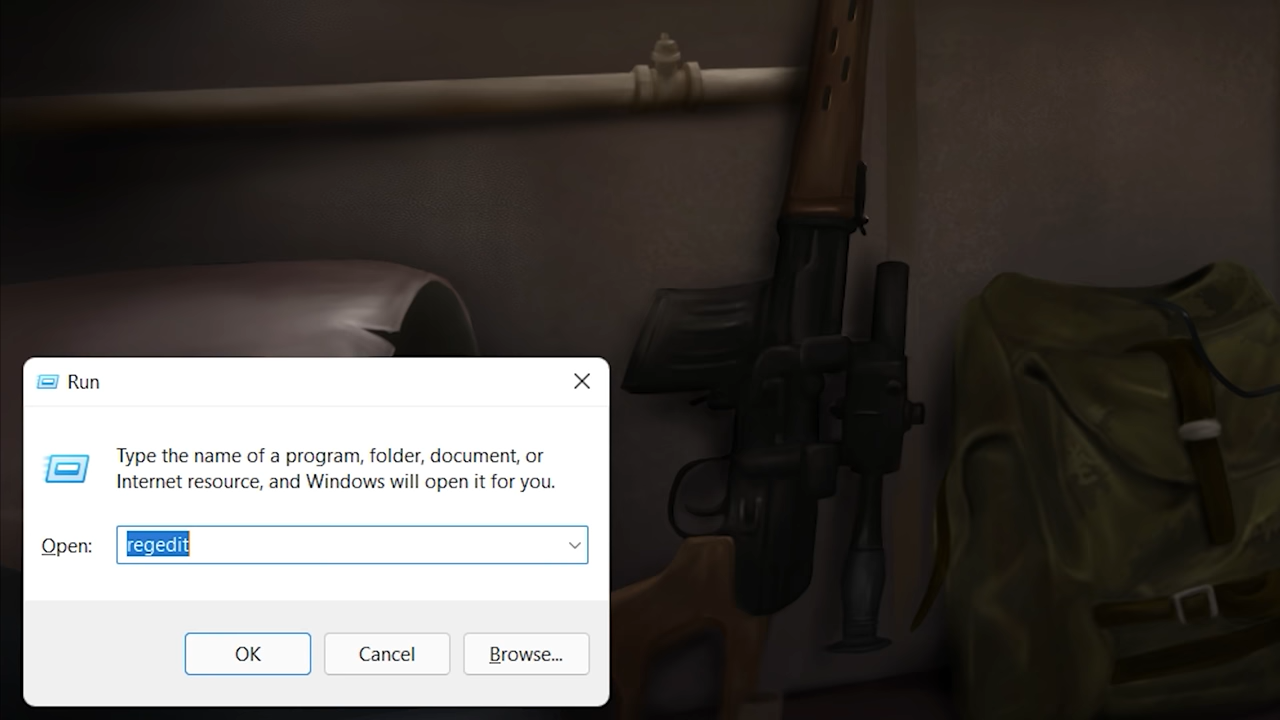 Run
Type the name of a program, folder, document, or
Internet resource, and Windows will open it for you.
Open:
regedit
OK
Cancel
Browse...